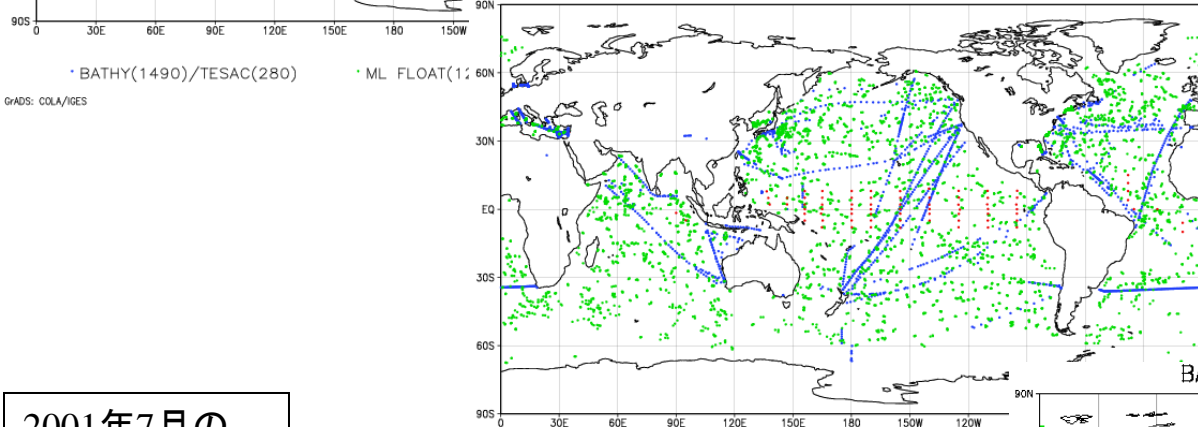 90S
0 30E 60E 90E 120E 150E 180 150W
BATHY(1490)/TESAC(280) ML FLOAT(12
GrADS: COLA/IGES
90N
60N
30N
EQ
30S
60S
90S
0 30E 60E 90E 120E 150E 180 150W 120W
90N
2001年7月の